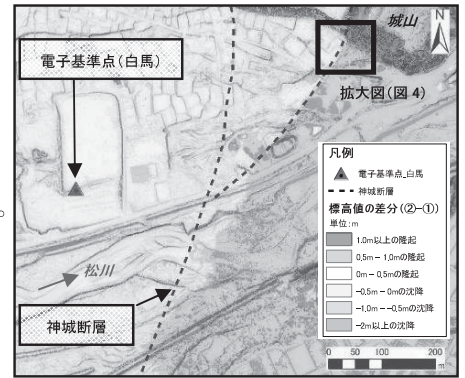 城山
N
電子基準点(白馬)
拡大図(図4)
凡例
電子基準点_白馬
神城断層
標高値の差分(②-①)
単位:m
1.0m以上の隆起
0.5m-1.0mの隆起
0m-0.5mの隆起
-0.5m-0mの沈降
-1.0m--0.5mの沈降
-2m以上の沈降
松川
神城断層
0 50 100 200
m